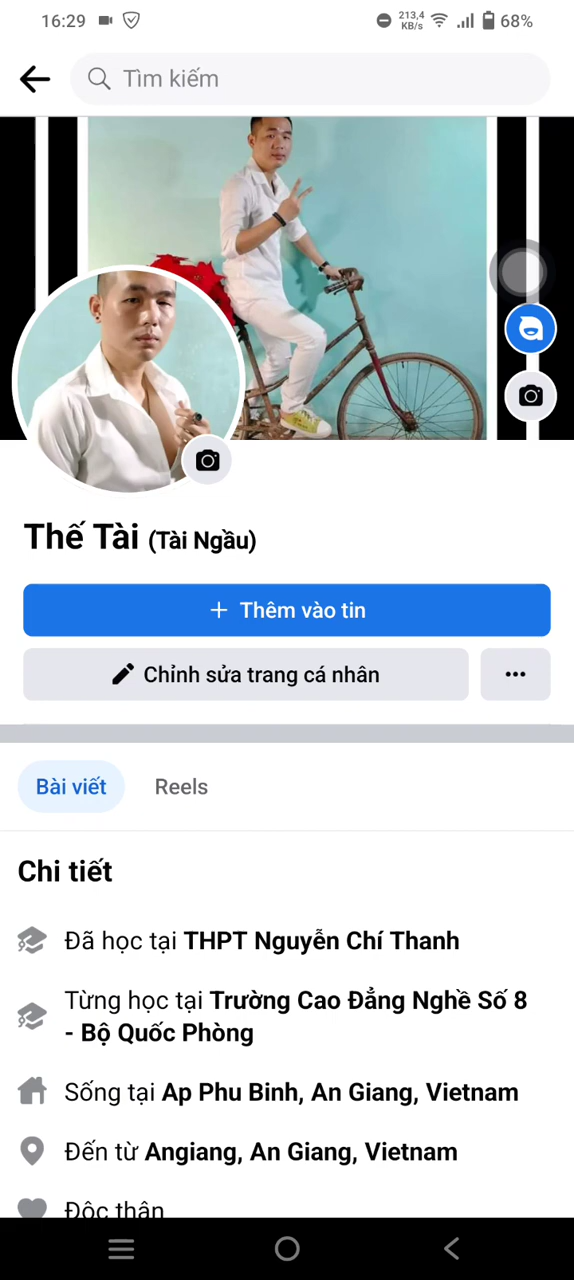 16:29
213,4
KB/s
68%
Tìm kiếm
Thế Tài (Tài Ngầu)
+ Thêm vào tin
Chỉnh sửa trang cá nhân
Bài viết
Reels
Chi tiết
Đã học tại THPT Nguyễn Chí Thanh
Từng học tại Trường Cao Đẳng Nghề Số 8
- Bộ Quốc Phòng
Sống tại Ap Phu Binh, An Giang, Vietnam
Đến từ Angiang, An Giang, Vietnam
Độc thân